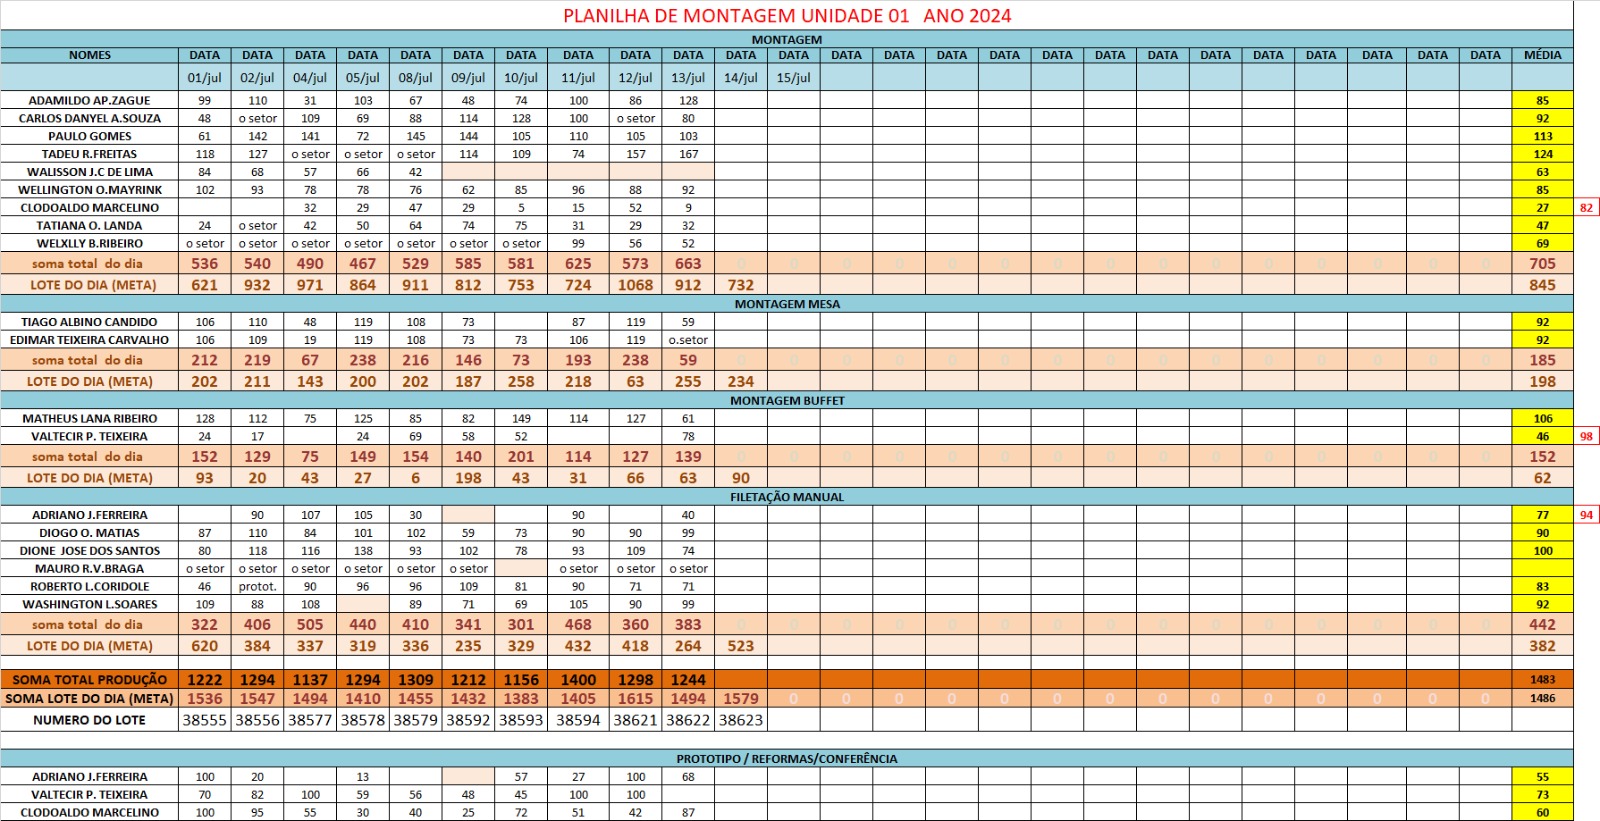 PLANILHA DE MONTAGEM UNIDADE 01 ANO 2024
MONTAGEM
NOMES DATA DATA DATA DATA DATA DATA DATA DATA DATA DATA DATA DATA DATA DATA DATA DATA DATA DATA DATA DATA DATA DATA DATA DATA DATA MÉDIA
01/jul 02/jul 04/jul 05/jul 08/jul 09/jul 10/jul 11/jul 12/jul 13/jul 14/jul 15/jul
ADAMILDO AP.ZAGUE 99 110 31 103 67 48 74 100 86 128 85
CARLOS DANYEL A.SOUZA 48 o setor 109 69 88 114 128 100 o setor 80 92
PAULO GOMES 61 142 141 72 145 144 105 110 105 103 113
TADEU R.FREITAS 118 127 o setor o setor o setor 114 109 74 157 167 124
WALISSON J.C DE LIMA 84 68 57 66 42 63
WELLINGTON O.MAYRINK 102 93 78 78 76 62 85 96 88 92 85
CLODOALDO MARCELINO 32 29 47 29 5 15 52 9 27 82
TATIANA O. LANDA 24 o setor 42 50 64 74 75 31 29 32 47
WELXLLY B.RIBEIRO o setor o setor o setor o setor o setor o setor o setor 99 56 52 69
soma total do dia 536 540 490 467 529 585 581 625 573 663 0 0 0 0 0 0 0 0 0 0 0 0 0 0 0 705
LOTE DO DIA (META) 621 932 971 864 911 812 753 724 1068 912 732 845
MONTAGEM MESA
TIAGO ALBINO CANDIDO 106 110 48 119 108 73 87 119 59 92
EDIMAR TEIXEIRA CARVALHO 106 109 19 119 108 73 73 106 119 o.setor 92
soma total do dia 212 219 67 238 216 146 73 193 238 59 0 0 0 0 0 0 0 0 0 0 0 0 0 0 0 185
LOTE DO DIA (META) 202 211 143 200 202 187 258 218 63 255 234 198
MONTAGEM BUFFET
MATHEUS LANA RIBEIRO 128 112 75 125 85 82 149 114 127 61 106
VALTECIR P. TEIXEIRA 24 17 24 69 58 52 78 46 98
soma total do dia 152 129 75 149 154 140 201 114 127 139 0 0 0 0 0 0 0 0 0 0 0 0 0 0 0 152
LOTE DO DIA (META) 93 20 43 27 6 198 43 31 66 63 90 62
FILETAÇÃO MANUAL
ADRIANO J.FERREIRA 90 107 105 30 90 40 77 94
DIOGO O. MATIAS 87 110 84 101 102 59 73 90 90 99 90
DIONE JOSE DOS SANTOS 80 118 116 138 93 102 78 93 109 74 100
MAURO R.V.BRAGA o setor o setor o setor o setor o setor o setor o setor o setor o setor
ROBERTO L.CORIDOLE 46 protot. 90 96 96 109 81 90 71 71 83
WASHINGTON L.SOARES 109 88 108 89 71 69 105 90 99 92
soma total do dia 322 406 505 440 410 341 301 468 360 383 0 0 0 0 0 0 0 0 0 0 0 0 0 0 0 442
LOTE DO DIA (META) 620 384 337 319 336 235 329 432 418 264 523 382
SOMA TOTAL PRODUÇÃO 1222 1294 1137 1294 1309 1212 1156 1400 1298 1244 1483
SOMA LOTE DO DIA (META) 1536 1547 1494 1410 1455 1432 1383 1405 1615 1494 1579 0 0 0 0 0 0 0 0 0 0 0 0 0 0 1486
NUMERO DO LOTE 38555 38556 38577 38578 38579 38592 38593 38594 38621 38622 38623
PROTOTIPO / REFORMAS/CONFERÊNCIA
ADRIANO J.FERREIRA 100 20 13 57 27 100 68 55
VALTECIR P. TEIXEIRA 70 82 100 59 56 48 45 100 100 73
CLODOALDO MARCELINO 100 95 55 30 40 25 72 51 42 87 60